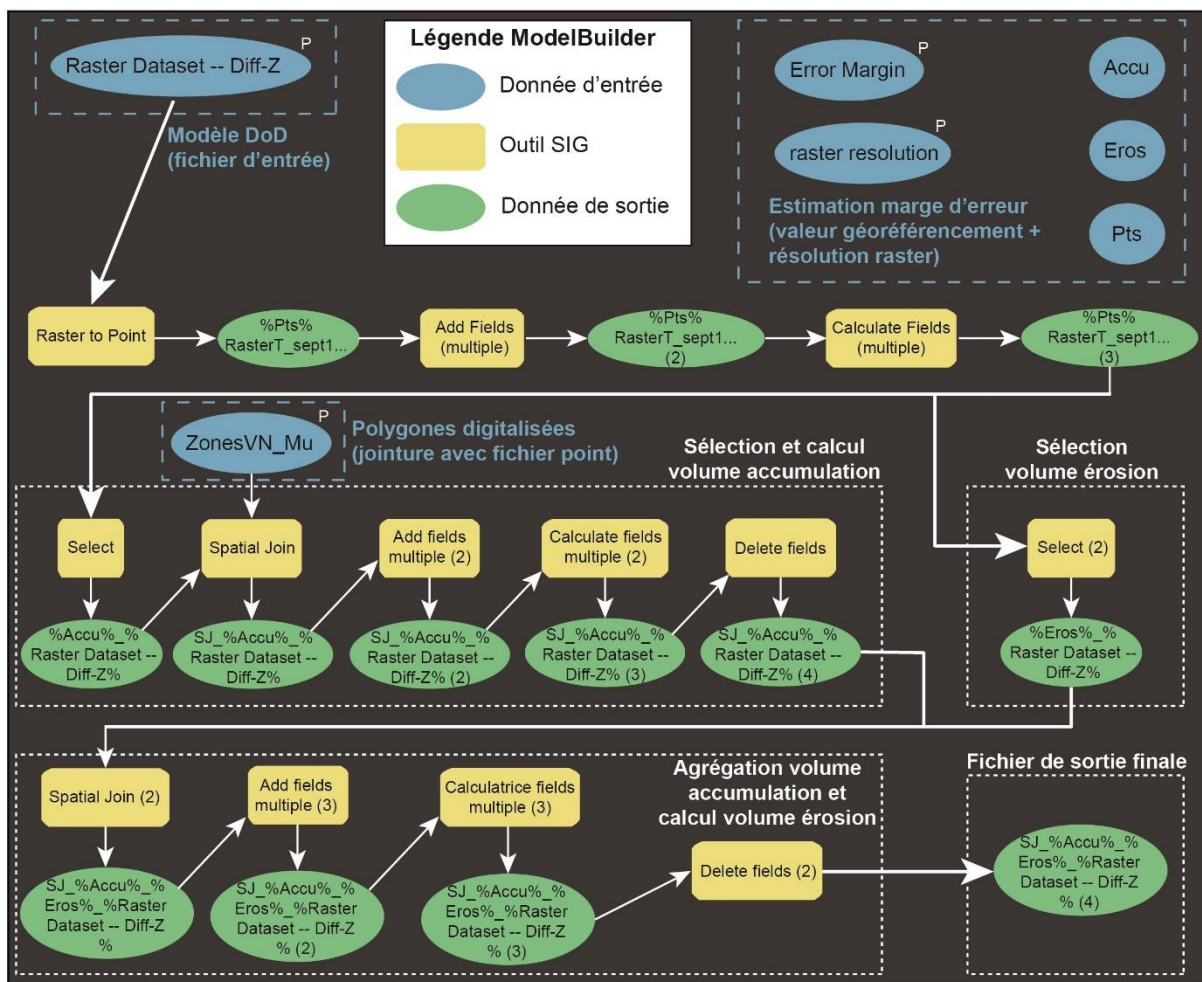 P
Raster Dataset -- Diff-Z
Modèle DoD
(fichier d'entrée)
Légende ModelBuilder
Donnée d'entrée
Outil SIG
Donnée de sortie
P
Error Margin
P
raster resolution
Estimation marge d'erreur
(valeur géoréférencement +
résolution raster)
Accu
Eros
Pts
Raster to Point
%Pts%
RasterT_sept1...
Add Fields
(multiple)
%Pts%
RasterT_sept1...
(2)
Calculate Fields
(multiple)
%Pts%
RasterT_sept1...
(3)
P
ZonesVN_Mu
Polygones digitalisées
(jointure avec fichier point)
Sélection et calcul
volume accumulation
Sélection
volume érosion
Select
Spatial Join
Add fields
multiple (2)
Calculate fields
multiple (2)
Delete fields
Select (2)
%Accu%_%
Raster Dataset --
Diff-Z%
SJ_%Accu%_%
Raster Dataset --
Diff-Z%
SJ_%Accu%_%
Raster Dataset --
Diff-Z% (2)
SJ_%Accu%_%
Raster Dataset --
Diff-Z% (3)
SJ_%Accu%_%
Raster Dataset --
Diff-Z% (4)
%Eros%_%
Raster Dataset --
Diff-Z%
Agrégation volume
accumulation et
calcul volume érosion
Fichier de sortie finale
Spatial Join (2)
Add fields
multiple (3)
Calculatrice fields
multiple (3)
Delete fields (2)
SJ_%Accu%_%
Eros%_%Raster
Dataset -- Diff-Z
%
SJ_%Accu%_%
Eros%_%Raster
Dataset -- Diff-Z
% (2)
SJ_%Accu%_%
Eros%_%Raster
Dataset -- Diff-Z
% (3)
SJ_%Accu%_%
Eros%_%Raster
Dataset -- Diff-Z
% (4)